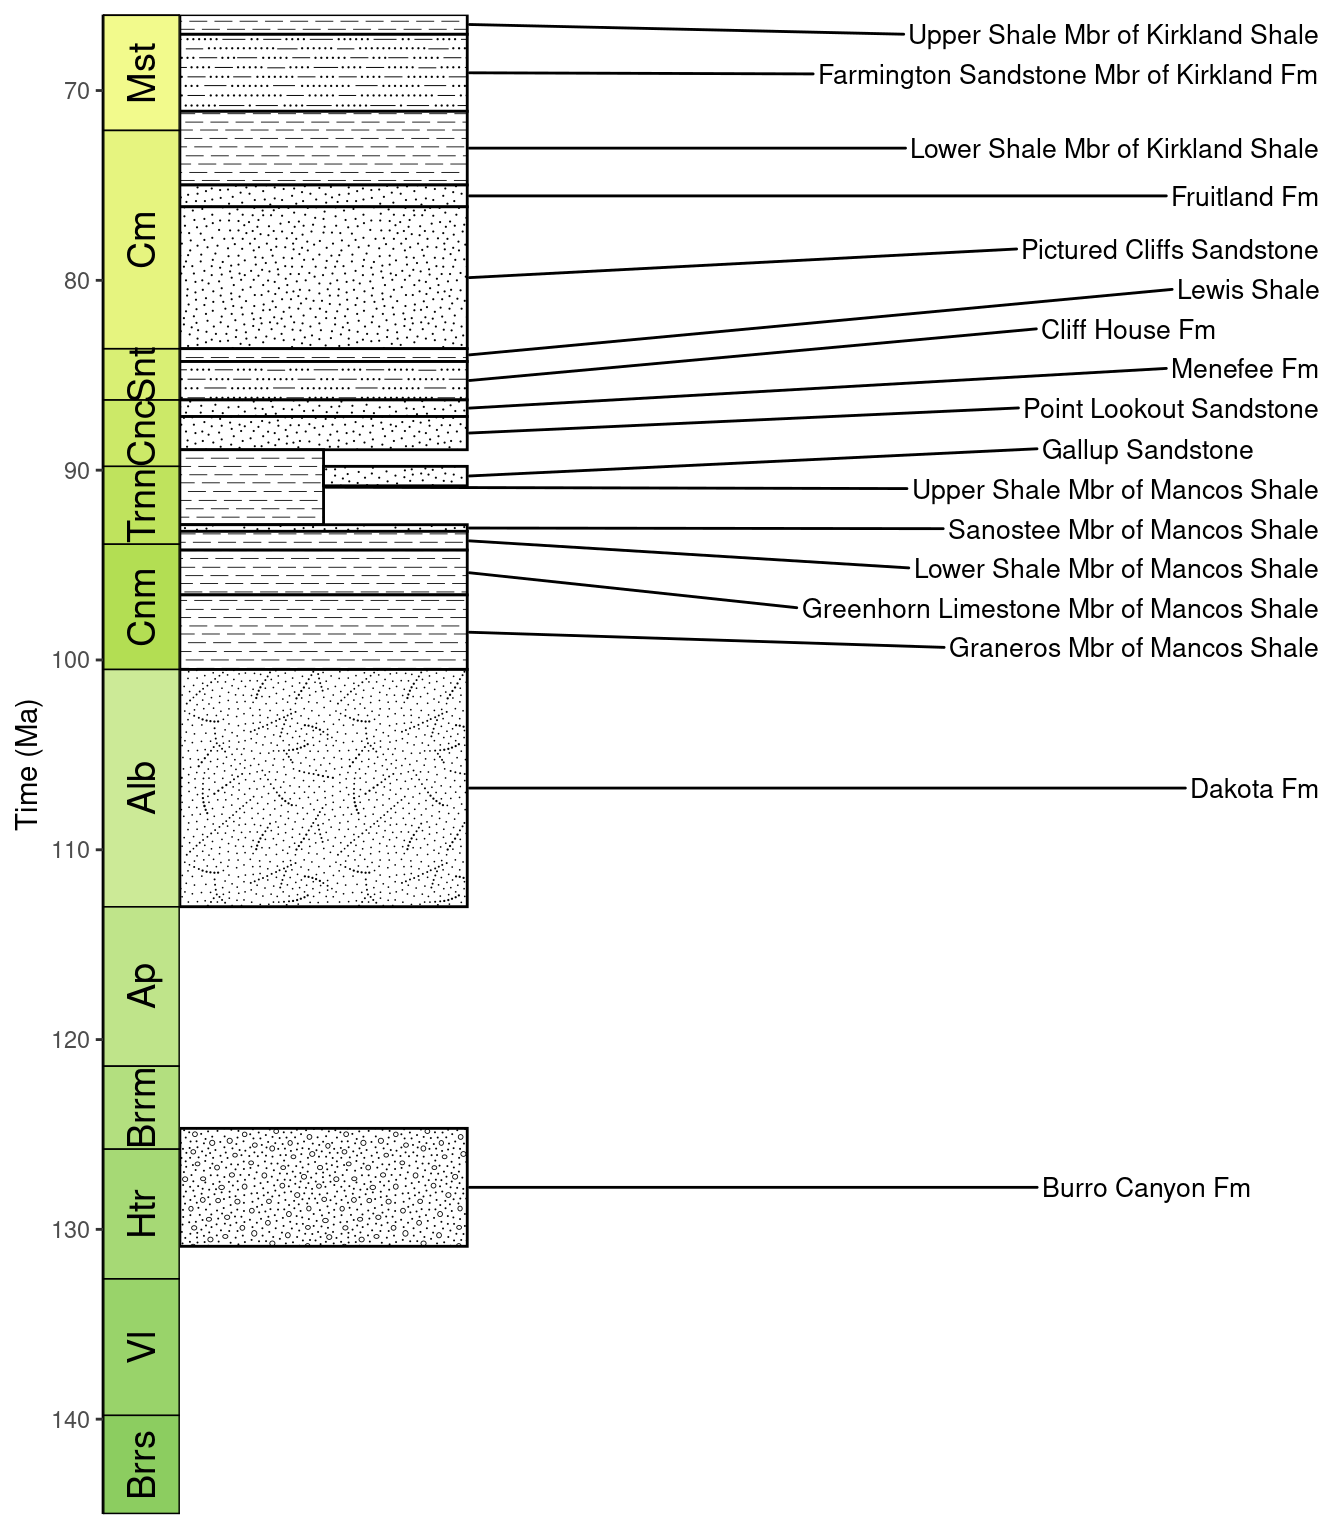 Upper Shale Mbr of Kirkland Shale
Farmington Sandstone Mbr of Kirkland Fm
Lower Shale Mbr of Kirkland Shale
Fruitland Fm
Pictured Cliffs Sandstone
Lewis Shale
Cliff House Fm
Menefee Fm
Point Lookout Sandstone
Gallup Sandstone
Upper Shale Mbr of Mancos Shale
Sanostee Mbr of Mancos Shale
Lower Shale Mbr of Mancos Shale
Greenhorn Limestone Mbr of Mancos Shale
Graneros Mbr of Mancos Shale
Dakota Fm
Burro Canyon Fm
Mst
Cm
Snt
Cnc
Trnn
Cnm
Alb
Ap
Brrm
Htr
Vl
Brrs
70
80
90
100
110
120
130
140
Time (Ma)